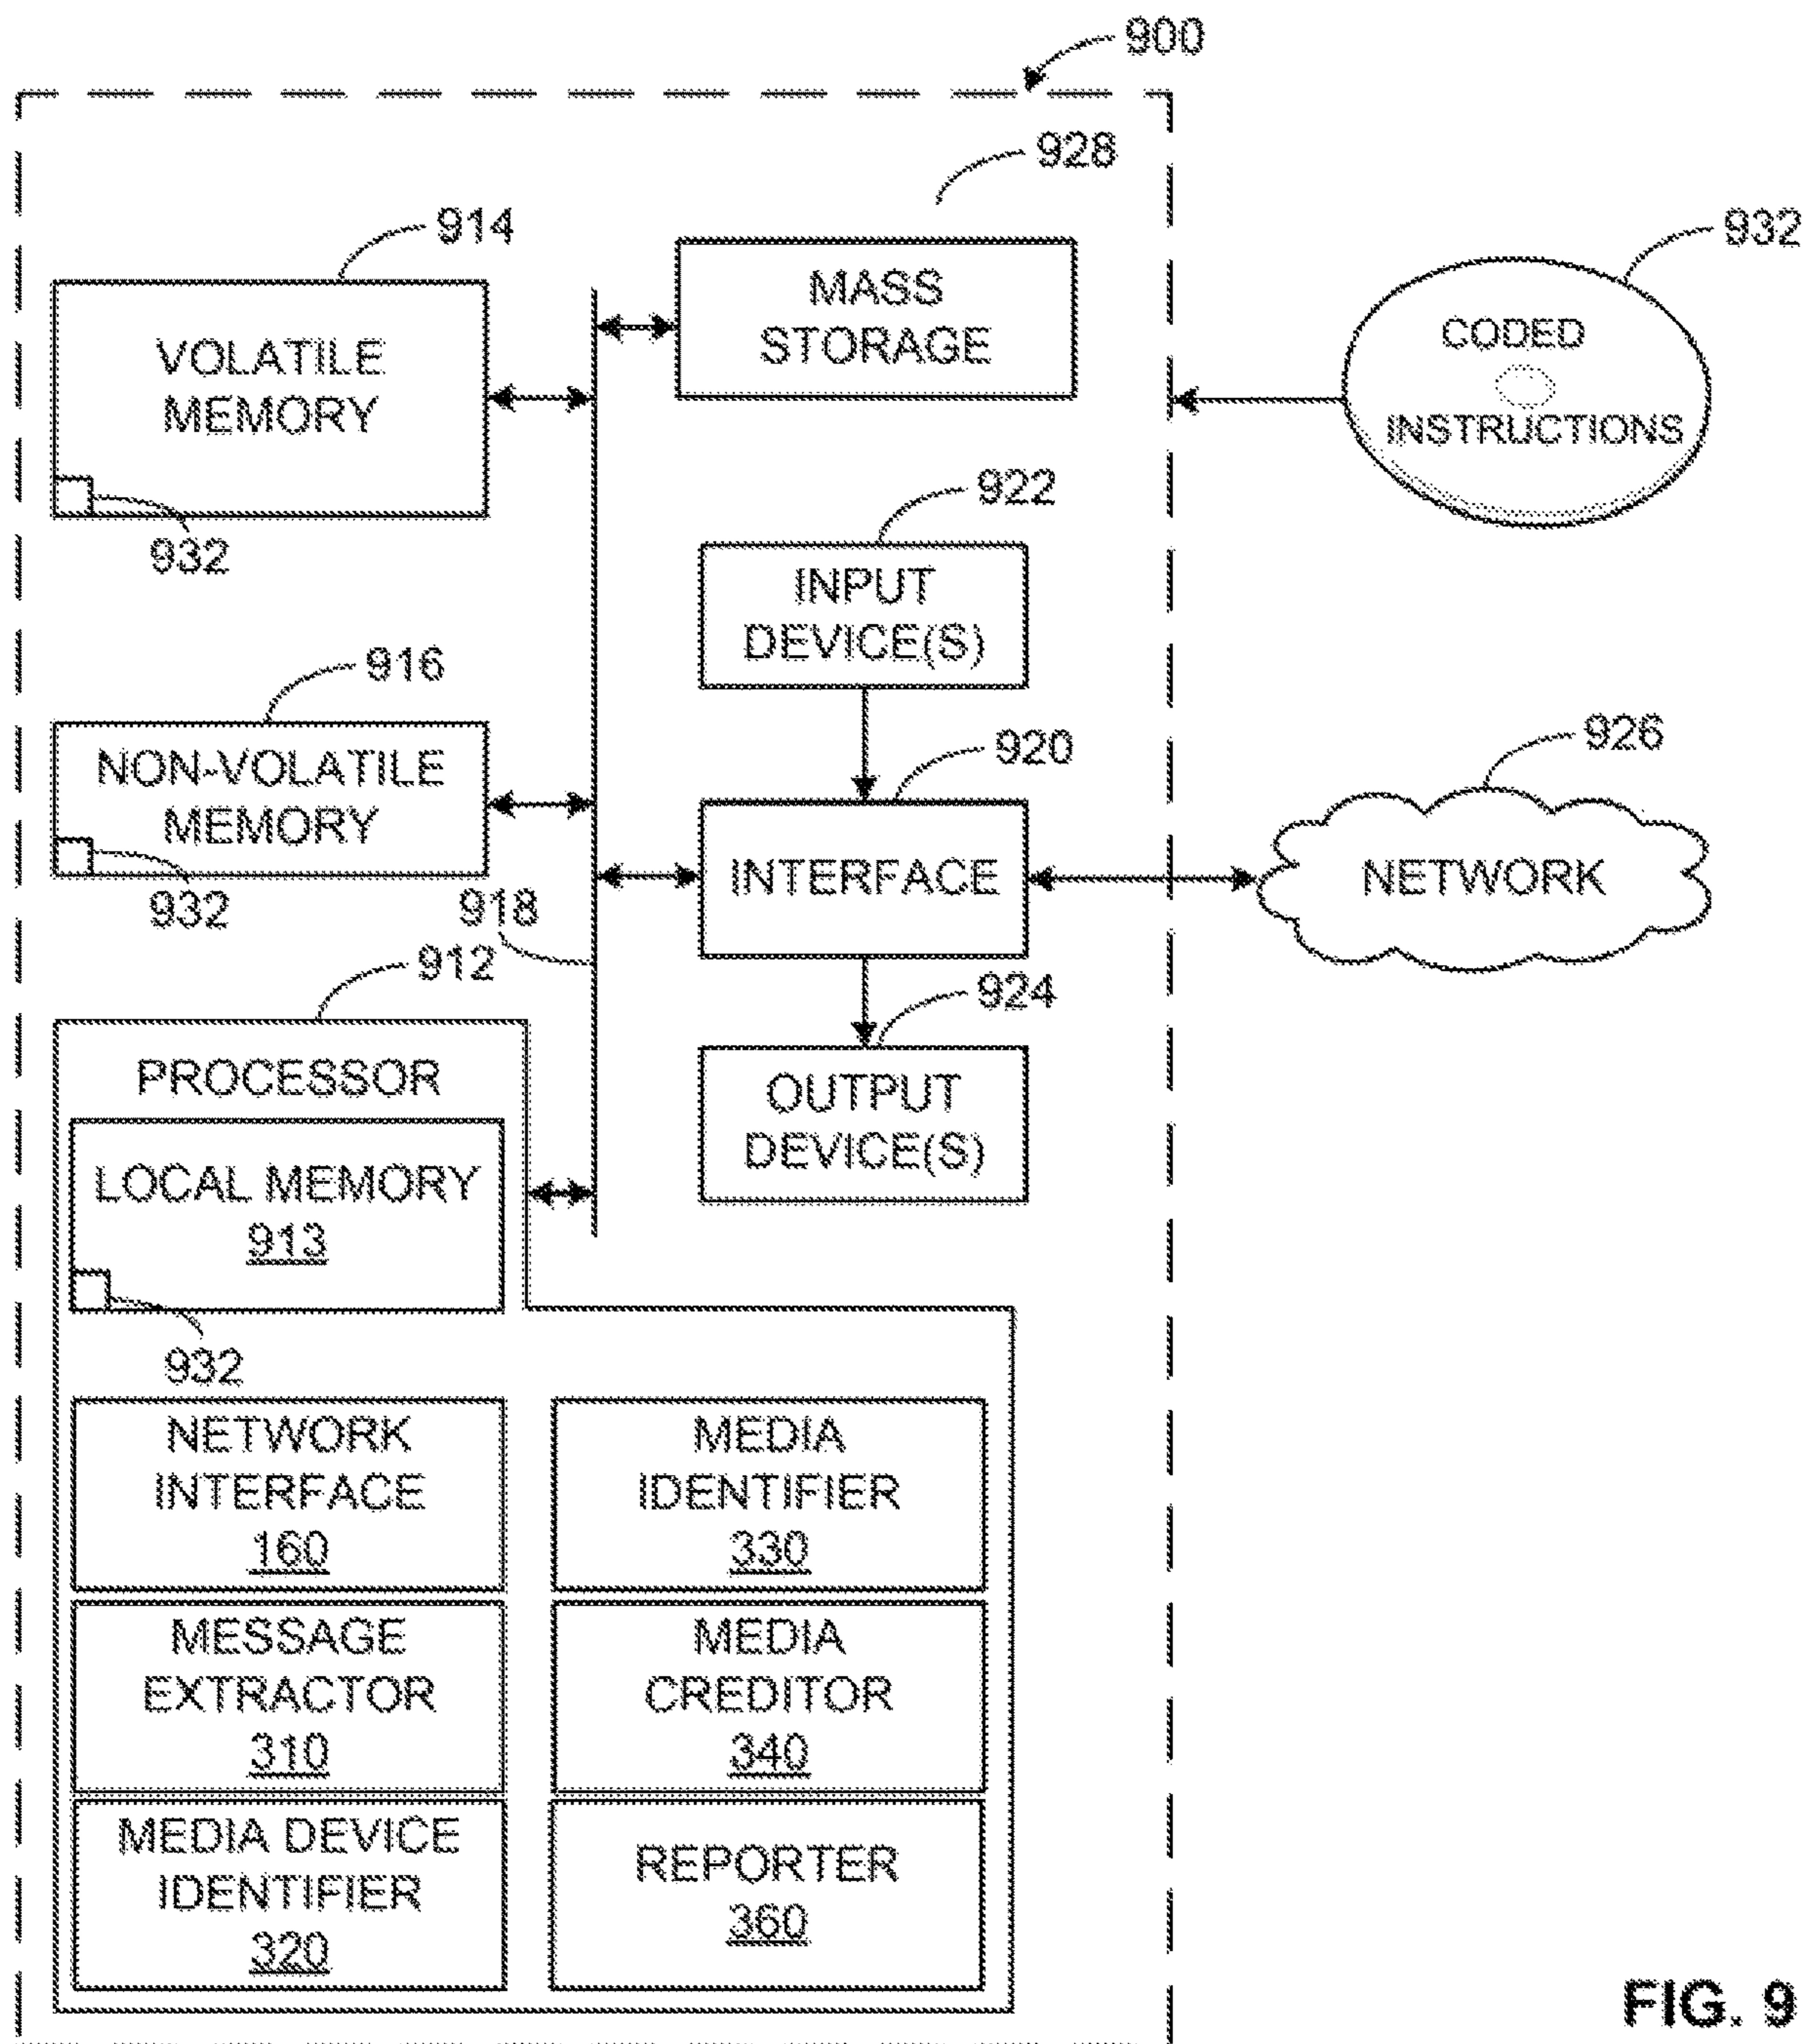 900
928
914
932
MASS
STORAGE
VOLATILE
MEMORY
CODED
INSTRUCTIONS
932
922
INPUT
DEVICE(S)
916
920
926
NON-VOLATILE
MEMORY
932
918
INTERFACE
NETWORK
912
924
PROCESSOR
OUTPUT
DEVICE(S)
LOCAL MEMORY
913
932
NETWORK
INTERFACE
160
MEDIA
IDENTIFIER
330
MESSAGE
EXTRACTOR
310
MEDIA
CREDITOR
340
MEDIA DEVICE
IDENTIFIER
320
REPORTER
360
FIG. 9